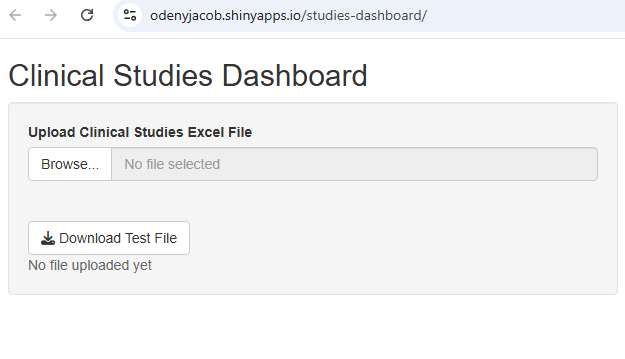 odenyjacob.shinyapps.io/studies-dashboard/
Clinical Studies Dashboard
Upload Clinical Studies Excel File
Browse... No file selected
Download Test File
No file uploaded yet